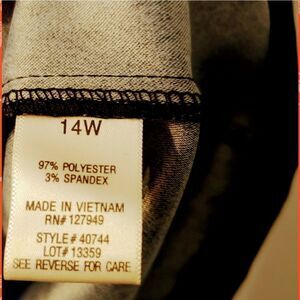 14W
97% POLYESTER
3% SPANDEX
MADE IN VIETNAM
RN# 127949
STYLE# 40744
LOT# 13359
SEE REVERSE FOR CARE